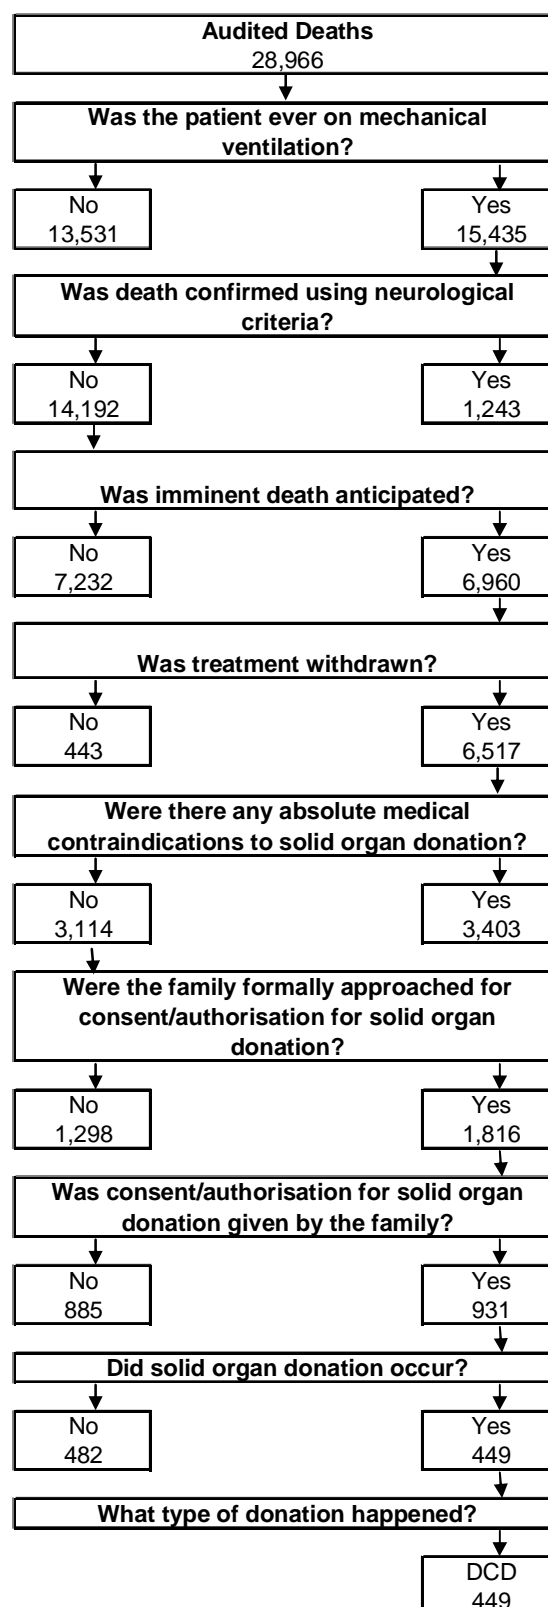 Audited Deaths
28,966
Was the patient ever on mechanical
ventilation?
No
13,531
Yes
15,435
Was death confirmed using neurological
criteria?
No
14,192
Yes
1,243
Was imminent death anticipated?
No
7,232
Yes
6,960
Was treatment withdrawn?
No
443
Yes
6,517
Were there any absolute medical
contraindications to solid organ donation?
No
3,114
Yes
3,403
Were the family formally approached for
consent/authorisation for solid organ
donation?
No
1,298
Yes
1,816
Was consent/authorisation for solid organ
donation given by the family?
No
885
Yes
931
Did solid organ donation occur?
No
482
Yes
449
What type of donation happened?
DCD
449